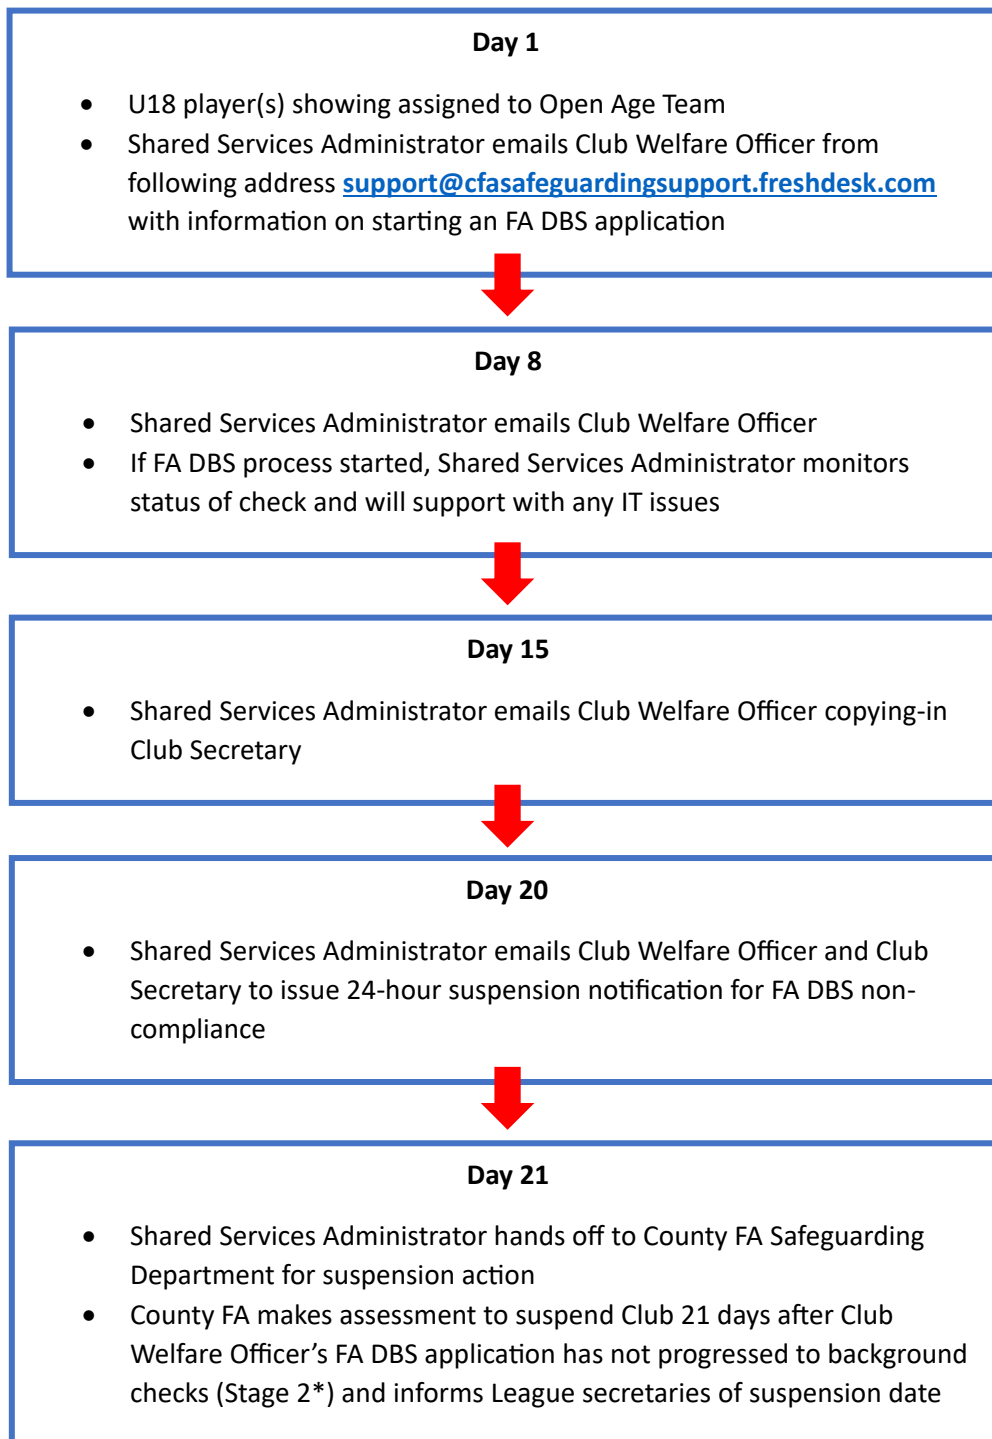 Day 1
• U18 player(s) showing assigned to Open Age Team
• Shared Services Administrator emails Club Welfare Officer from
following address support@cfasafeguardingsupport.freshdesk.com
with information on starting an FA DBS application
Day 8
• Shared Services Administrator emails Club Welfare Officer
• If FA DBS process started, Shared Services Administrator monitors
status of check and will support with any IT issues
Day 15
• Shared Services Administrator emails Club Welfare Officer copying-in
Club Secretary
Day 20
• Shared Services Administrator emails Club Welfare Officer and Club
Secretary to issue 24-hour suspension notification for FA DBS non-
compliance
Day 21
• Shared Services Administrator hands off to County FA Safeguarding
Department for suspension action
• County FA makes assessment to suspend Club 21 days after Club
Welfare Officer’s FA DBS application has not progressed to background
checks (Stage 2*) and informs League secretaries of suspension date